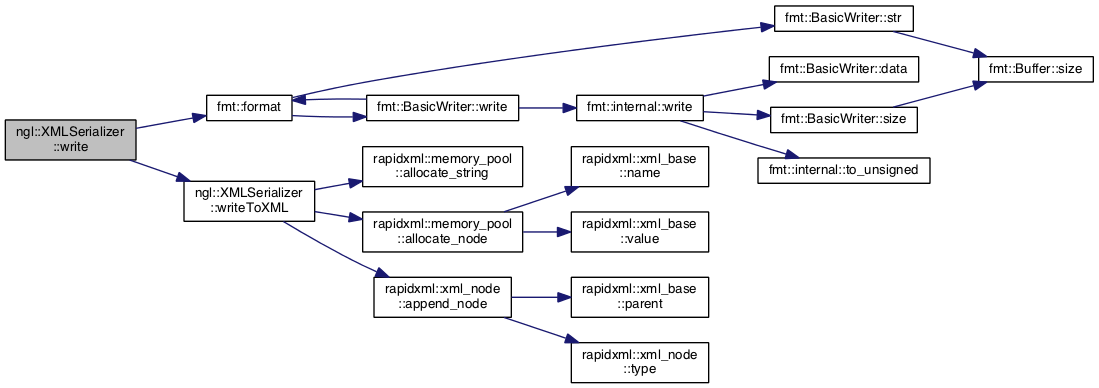 fmt::BasicWriter::str
fmt::BasicWriter::data
fmt::Buffer::size
fmt::format
fmt::BasicWriter::write
fmt::internal::write
fmt::BasicWriter::size
ngl::XMLSerializer
::write
fmt::internal::to_unsigned
rapidxml::memory_pool
::allocate_string
rapidxml::xml_base
::name
ngl::XMLSerializer
::writeToXML
rapidxml::memory_pool
::allocate_node
rapidxml::xml_base
::value
rapidxml::xml_node
::append_node
rapidxml::xml_base
::parent
rapidxml::xml_node
::type